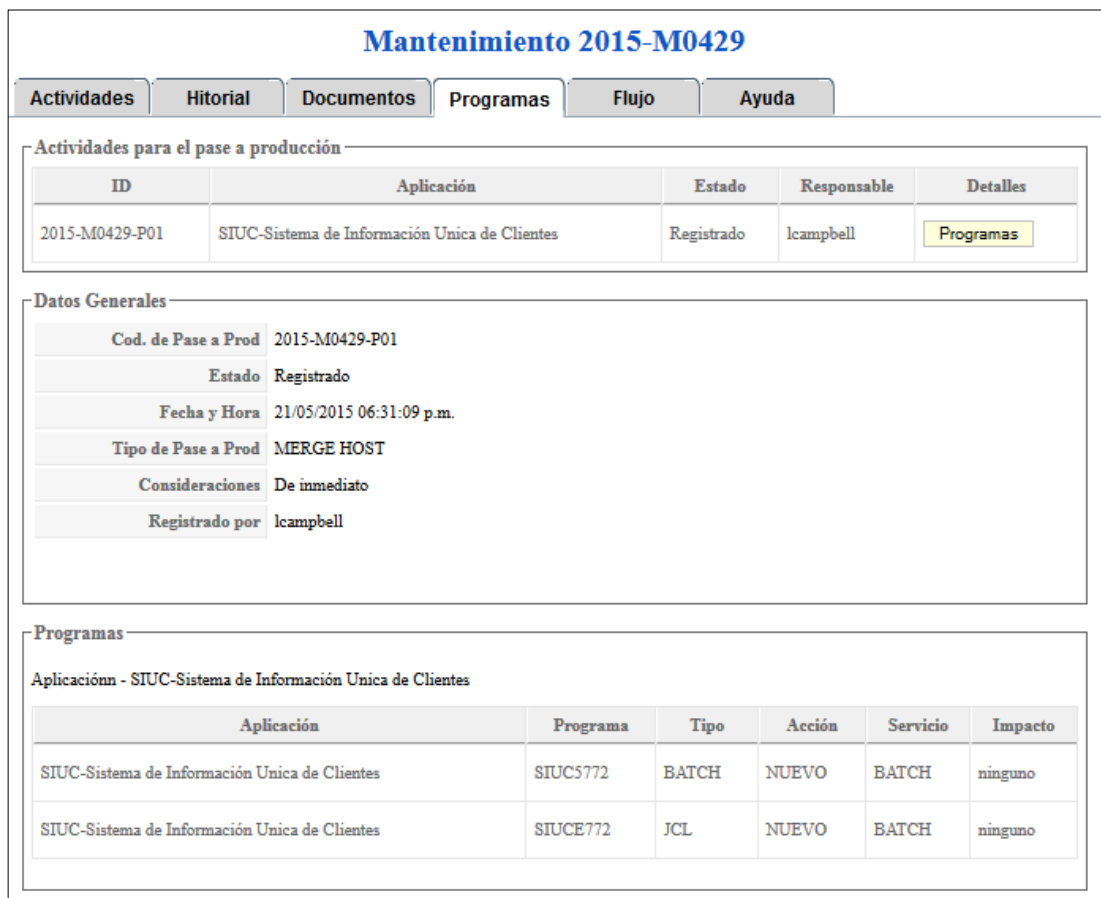 Mantenimiento 2015-M0429
Actividades Hitorial Documentos Programas Flujo Ayuda
Actividades para el pase a producción
ID Aplicación Estado Responsable Detalles
2015-M0429-P01 SIUC-Sistema de Información Unica de Clientes Registrado lcampbell Programas
Datos Generales
Cod. de Pase a Prod 2015-M0429-P01
Estado Registrado
Fecha y Hora 21/05/2015 06:31:09 p.m.
Tipo de Pase a Prod MERGE HOST
Consideraciones De inmediato
Registrado por lcampbell
Programas
Aplicaciónn - SIUC-Sistema de Información Unica de Clientes
Aplicación Programa Tipo Acción Servicio Impacto
SIUC-Sistema de Información Unica de Clientes SIUC5772 BATCH NUEVO BATCH ninguno
SIUC-Sistema de Información Unica de Clientes SIUCE772 JCL NUEVO BATCH ninguno